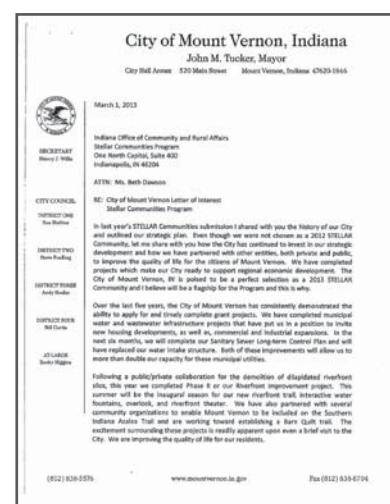 City of Mount Vernon, Indiana
John M. Tucker, Mayor
City Hall Annex 520 Main Street Mount Vernon, Indiana 47620-1846
March 1, 2013
Indiana Office of Community and Rural Affairs
Stellar Communities Program
One North Capital, Suite 600
Indianapolis, IN 46204
ATTN: Ms. Beth Dawson
RE: City of Mount Vernon Letter of Interest
Stellar Communities Program
SECRETARY
CITY COUNCIL
DISTRICT ONE
DISTRICT TWO
DISTRICT THREE
DISTRICT FOUR
Bill Curtis
AT-LARGE
In last year's STELLAR Communities submission I shared with you the history of our City
and outlined our strategic plan. Even though we were not chosen as a 2012 STELLAR
Community, let me share with you how the City has continued to invest in our strategic
development and how we have partnered with other entities, both private and public,
to improve the quality of life for the citizens of Mount Vernon. We have completed
projects which make our City ready to support regional economic development. The
City of Mount Vernon, IN is poised to be a perfect selection as a 2013 STELLAR
Community and I believe will be a flagship for the Program and this is why.
Over the last five years, the City of Mount Vernon has consistently demonstrated the
ability to apply for and timely complete grant projects. We have completed municipal
water and wastewater infrastructure projects that have put us in a position to invite
new housing developments, as well as, commercial and industrial expansions. In the
next six months, we will complete our Sanitary Sewer Long-term Control Plan and will
have replaced our water intake structure. Both of these improvements will allow us to
more than double our capacity for these municipal utilities.
Following a public/private collaboration for the demolition of dilapidated riverfront
silos, this year we completed Phase II or our Riverfront improvement project. This
summer will be the inaugural season for our new riverfront trail, interactive water
fountains, overlook, and riverfront theater. We have also partnered with several
community organizations to enable Mount Vernon to be included on the Southern
Indiana Azalea Trail and are working toward establishing a Barn Quilt trail. The
excitement surrounding these projects is readily apparent upon even a brief visit to the
City. We are improving the quality of life for our residents.
(812) 838-5576 www.mountvernon.in.gov Fax (812) 838-8704